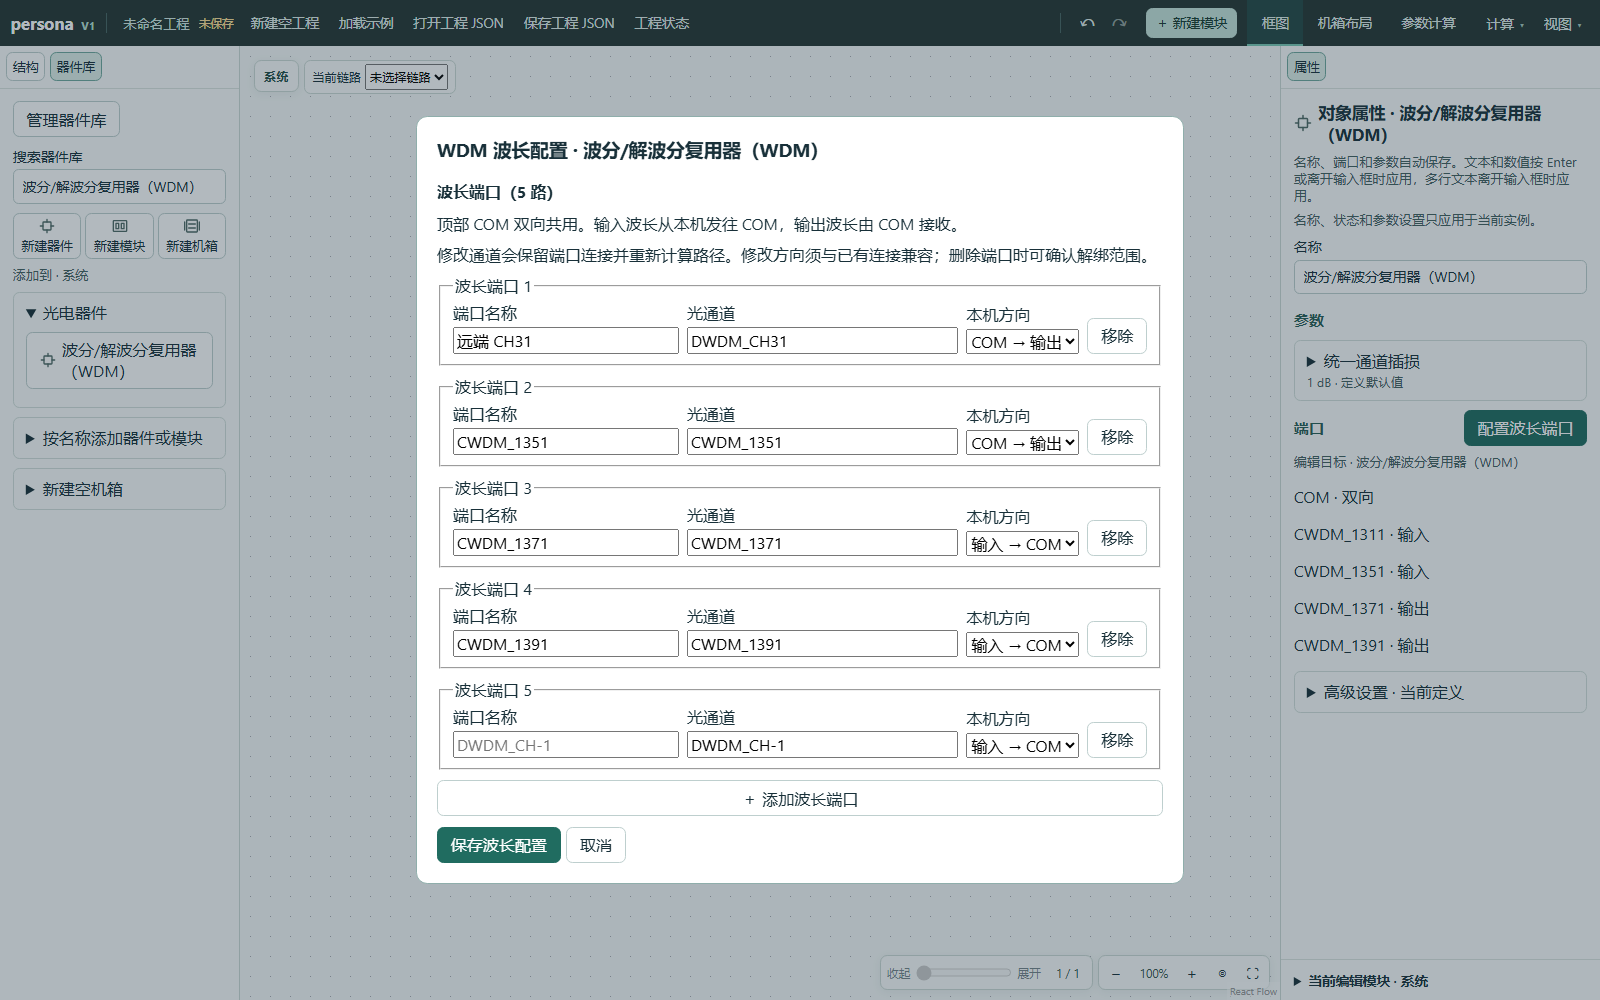 persona V1
未命名工程 未保存 新建空工程 加载示例 打开工程 JSON 保存工程 JSON 工程状态
+ 新建模块 框图 机箱布局 参数计算 计算 视图
结构 器件库
管理器件库
搜索器件库
波分/解波分复用器（WDM）
新建器件 新建模块 新建机箱
添加到 · 系统
▼ 光电器件
波分/解波分复用器
（WDM）
▶ 按名称添加器件或模块
▶ 新建空机箱
系统 当前链路 未选择链路
WDM 波长配置 · 波分/解波分复用器（WDM）
波长端口（5 路）
顶部 COM 双向共用。输入波长从本机发往 COM，输出波长由 COM 接收。
修改通道会保留端口连接并重新计算路径。修改方向须与已有连接兼容；删除端口时可确认解绑范围。
波长端口 1
端口名称 光通道 本机方向
远端 CH31 DWDM_CH31 COM → 输出 移除
波长端口 2
端口名称 光通道 本机方向
CWDM_1351 CWDM_1351 COM → 输出 移除
波长端口 3
端口名称 光通道 本机方向
CWDM_1371 CWDM_1371 输入 → COM 移除
波长端口 4
端口名称 光通道 本机方向
CWDM_1391 CWDM_1391 输入 → COM 移除
波长端口 5
端口名称 光通道 本机方向
DWDM_CH-1 DWDM_CH-1 输入 → COM 移除
+ 添加波长端口
保存波长配置 取消
属性
对象属性 · 波分/解波分复用器
（WDM）
名称、端口和参数自动保存。文本和数值按 Enter
或离开输入框时应用，多行文本离开输入框时应
用。
名称、状态和参数设置只应用于当前实例。
名称
波分/解波分复用器（WDM）
参数
▶ 统一通道插损
1 dB · 定义默认值
端口 配置波长端口
编辑目标 · 波分/解波分复用器（WDM）
COM · 双向
CWDM_1311 · 输入
CWDM_1351 · 输入
CWDM_1371 · 输出
CWDM_1391 · 输出
▶ 高级设置 · 当前定义
收起 展开 1 / 1
− 100% +
React Flow
▶ 当前编辑模块 · 系统